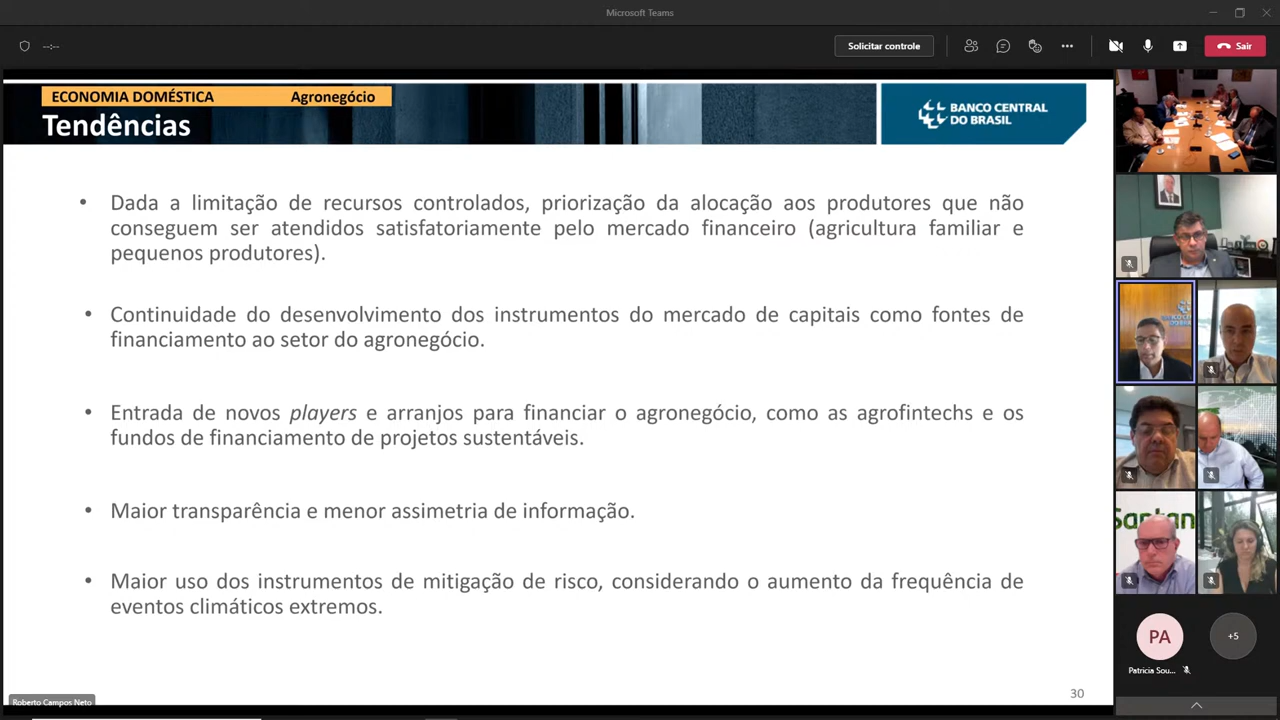 Microsoft Teams
--:--
Solicitar controle
Sair
ECONOMIA DOMÉSTICA Agronegócio
Tendências
BANCO CENTRAL
DO BRASIL
• Dada a limitação de recursos controlados, priorização da alocação aos produtores que não
conseguem ser atendidos satisfatoriamente pelo mercado financeiro (agricultura familiar e
pequenos produtores).
• Continuidade do desenvolvimento dos instrumentos do mercado de capitais como fontes de
financiamento ao setor do agronegócio.
• Entrada de novos players e arranjos para financiar o agronegócio, como as agrofintechs e os
fundos de financiamento de projetos sustentáveis.
• Maior transparência e menor assimetria de informação.
• Maior uso dos instrumentos de mitigação de risco, considerando o aumento da frequência de
eventos climáticos extremos.
30
Roberto Campos Neto
Santan
PA
+5
Patricia Sou...